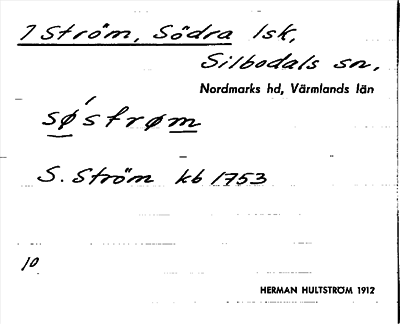 7 Ström, Södra lsk,
Silbodals sn,
Nordmarks hd, Värmlands län
sǿstrøm
S. Ström kb 1753
10
HERMAN HULTSTRÖM 1912